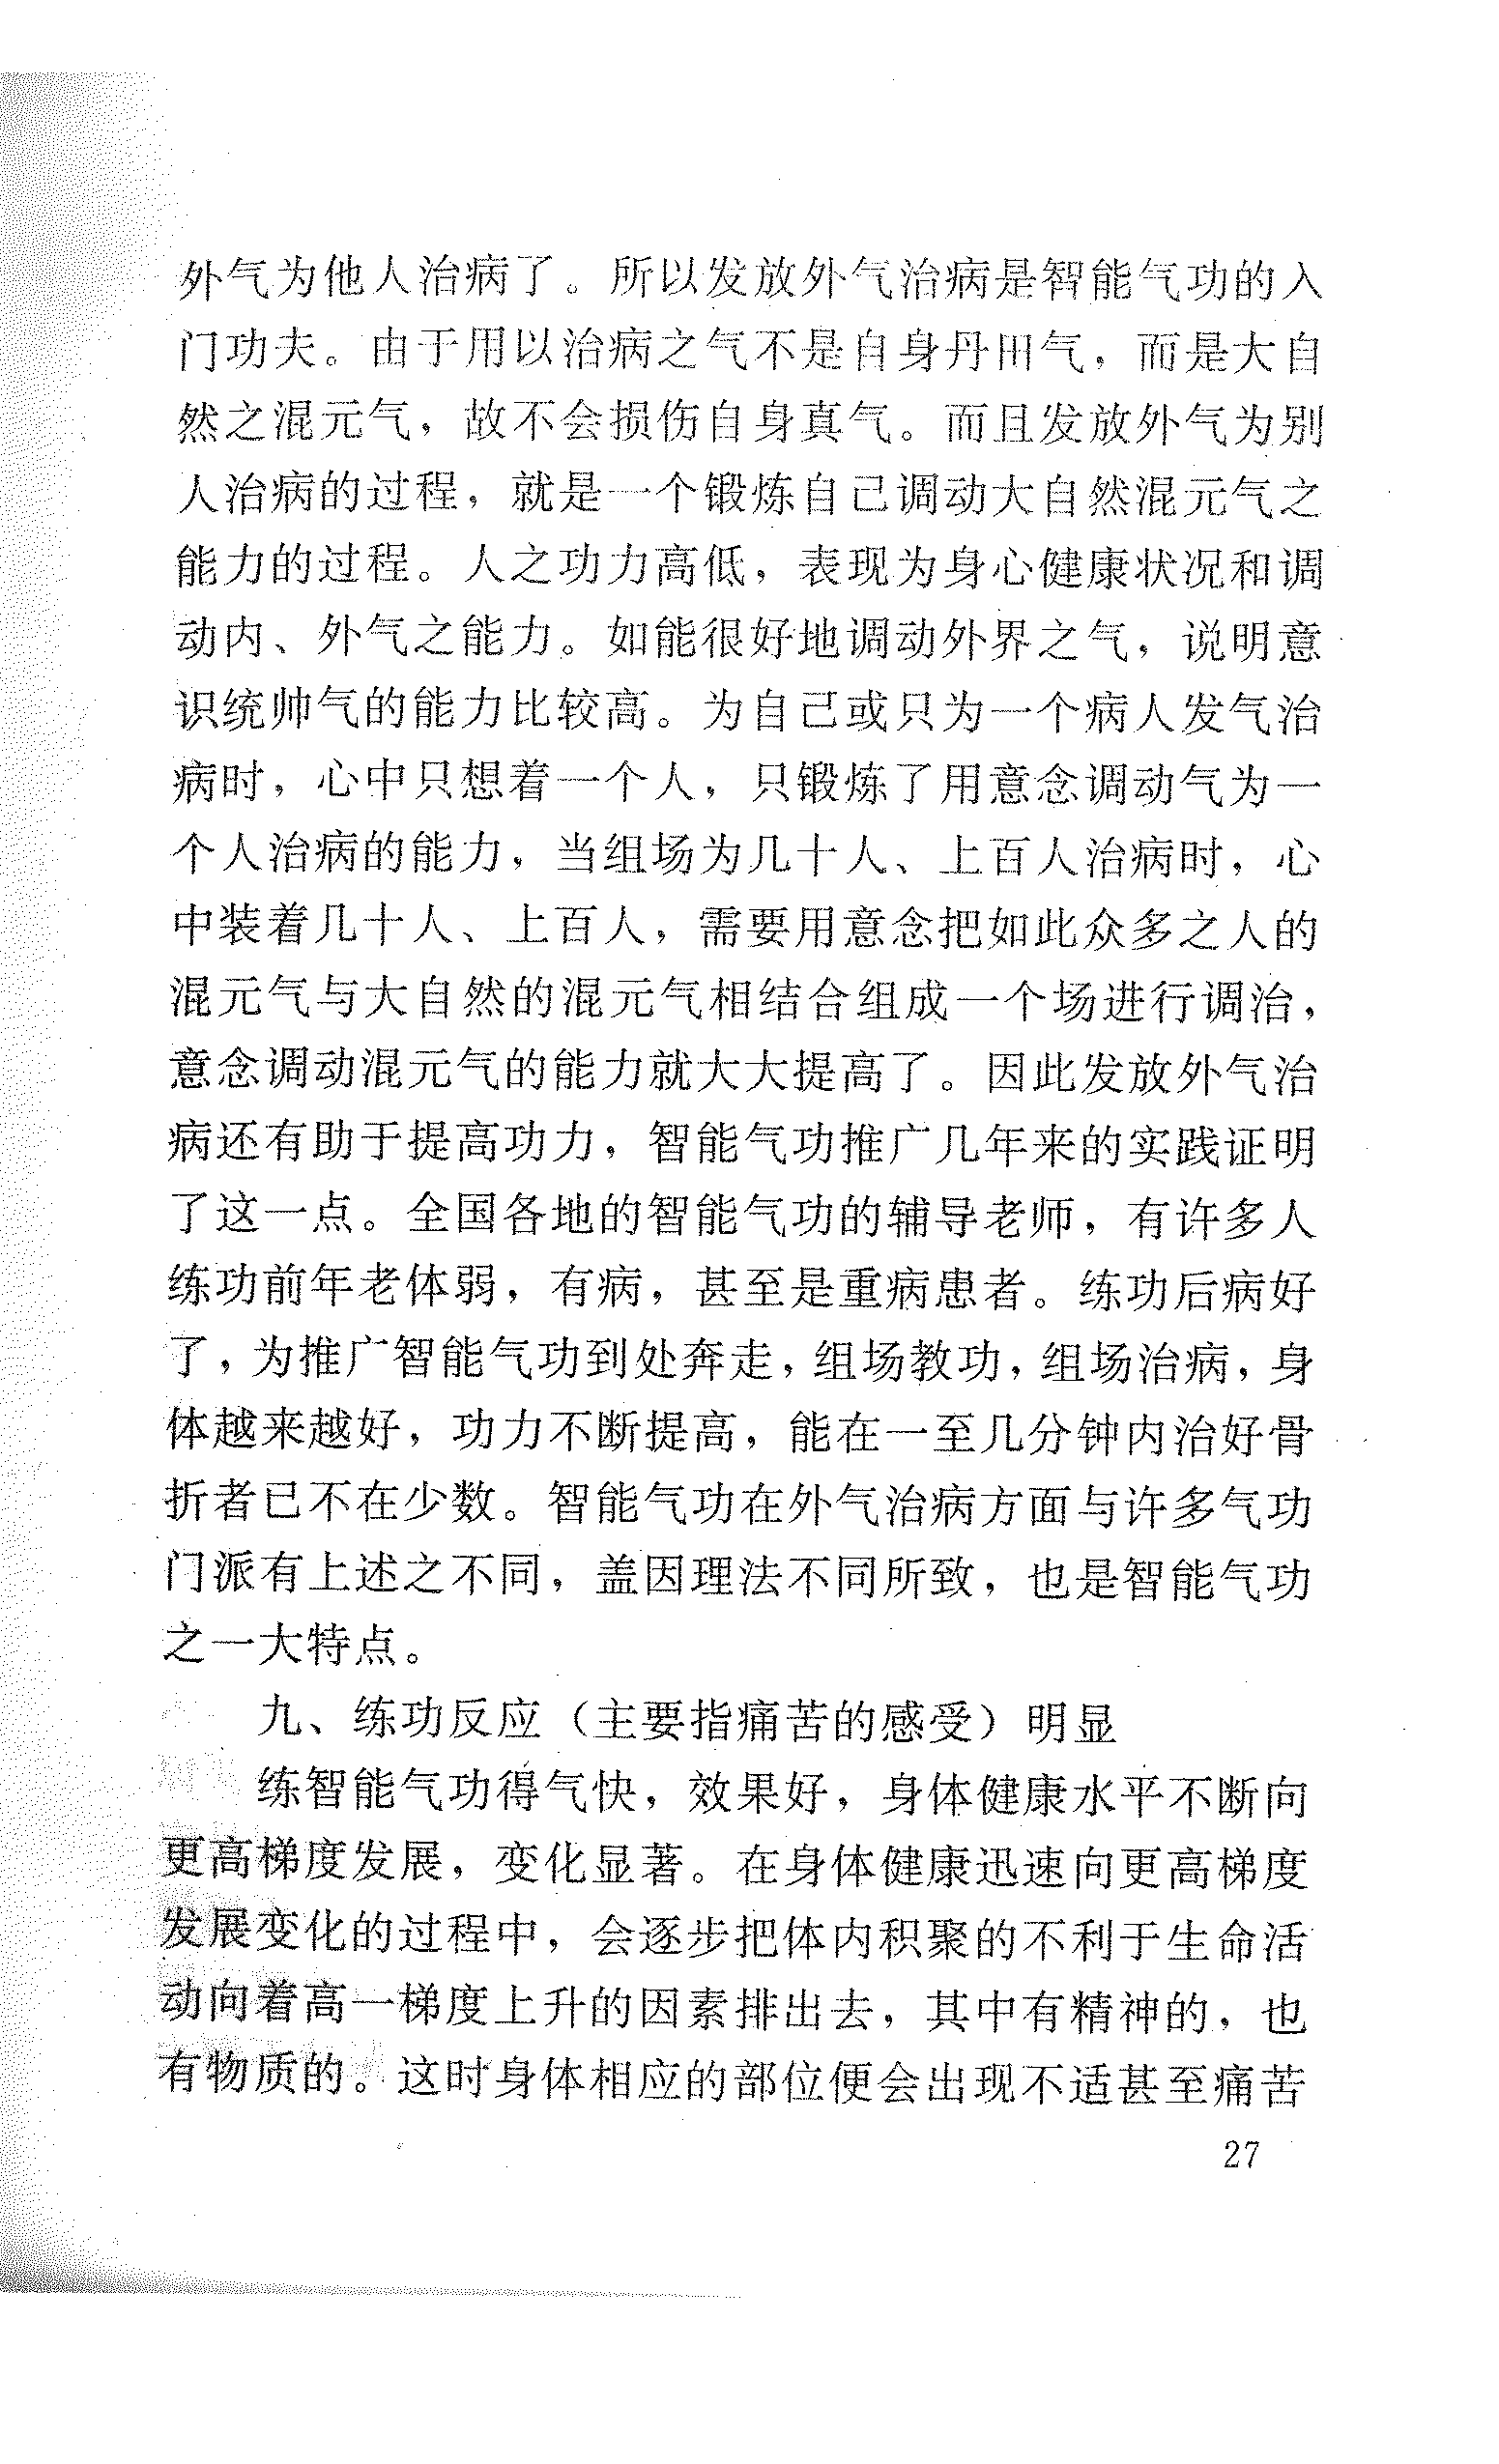 外气为他人治病了。所以发放外气治病是智能气功的入
门功夫。由于用以治病之气不是自身丹田气，而是大自
然之混元气，故不会损伤自身真气。而且发放外气为别
人治病的过程，就是一个锻炼自己调动大自然混元气之
能力的过程。人之功力高低，表现为身心健康状况和调
动内、外气之能力。如能很好地调动外界之气，说明意
识统帅气的能力比较高。为自己或只为一个病人发气治
病时，心中只想着一个人，只锻炼了用意念调动气为一
个人治病的能力，当组场为几十人、上百人治病时，心
中装着几十人、上百人，需要用意念把如此众多之人的
混元气与大自然的混元气相结合组成一个场进行调治，
意念调动混元气的能力就大大提高了。因此发放外气治
病还有助于提高功力，智能气功推广几年来的实践证明
了这一点。全国各地的智能气功的辅导老师，有许多人
练功前年老体弱，有病，甚至是重病患者。练功后病好
了，为推广智能气功到处奔走，组场教功，组场治病，身
体越来越好，功力不断提高，能在一至几分钟内治好骨
折者已不在少数。智能气功在外气治病方面与许多气功
门派有上述之不同，盖因理法不同所致，也是智能气功
之一大特点。
九、练功反应（主要指痛苦的感受）明显
练智能气功得气快，效果好，身体健康水平不断向
更高梯度发展，变化显著。在身体健康迅速向更高梯度
发展变化的过程中，会逐步把体内积聚的不利于生命活
动向着高一梯度上升的因素排出去，其中有精神的，也
有物质的。这时身体相应的部位便会出现不适甚至痛苦
27